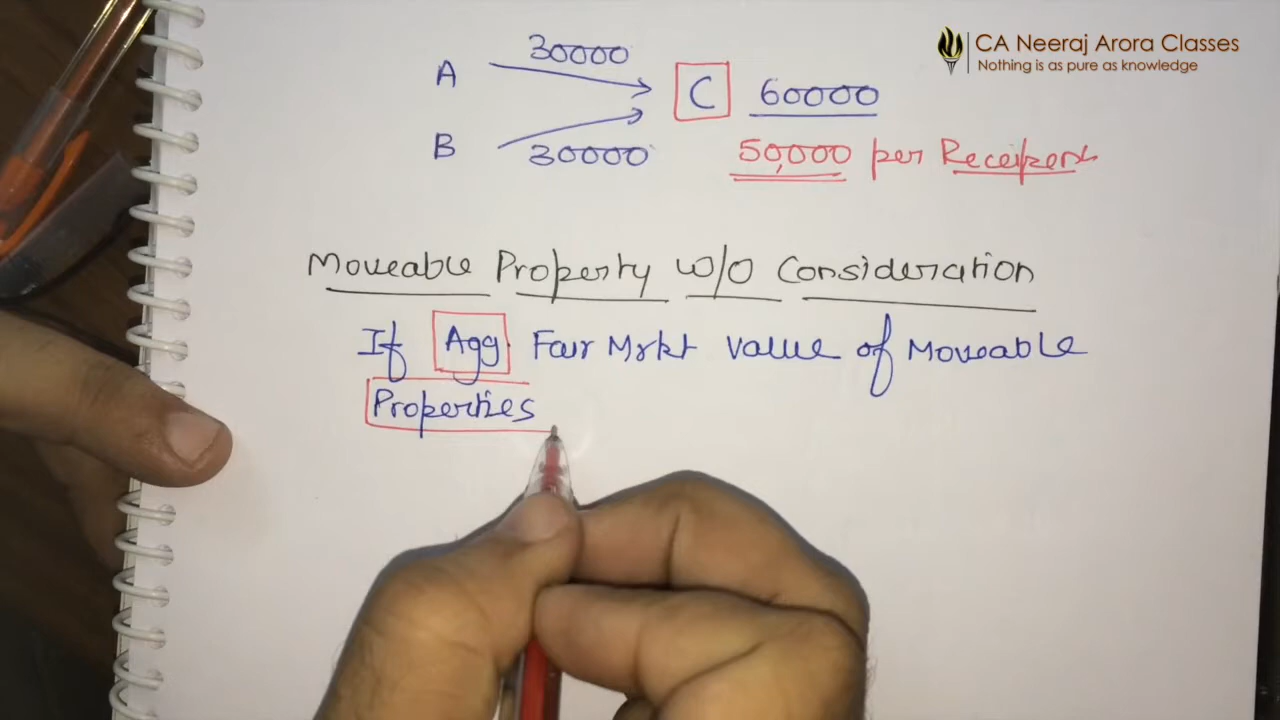 CA Neeraj Arora Classes
Nothing is as pure as knowledge
A 30000 C 60000
B 30000 50,000 per Receipent
Moveable Property w/o Consideration
If Agg. Fair Mrkt Value of Moveable
Properties